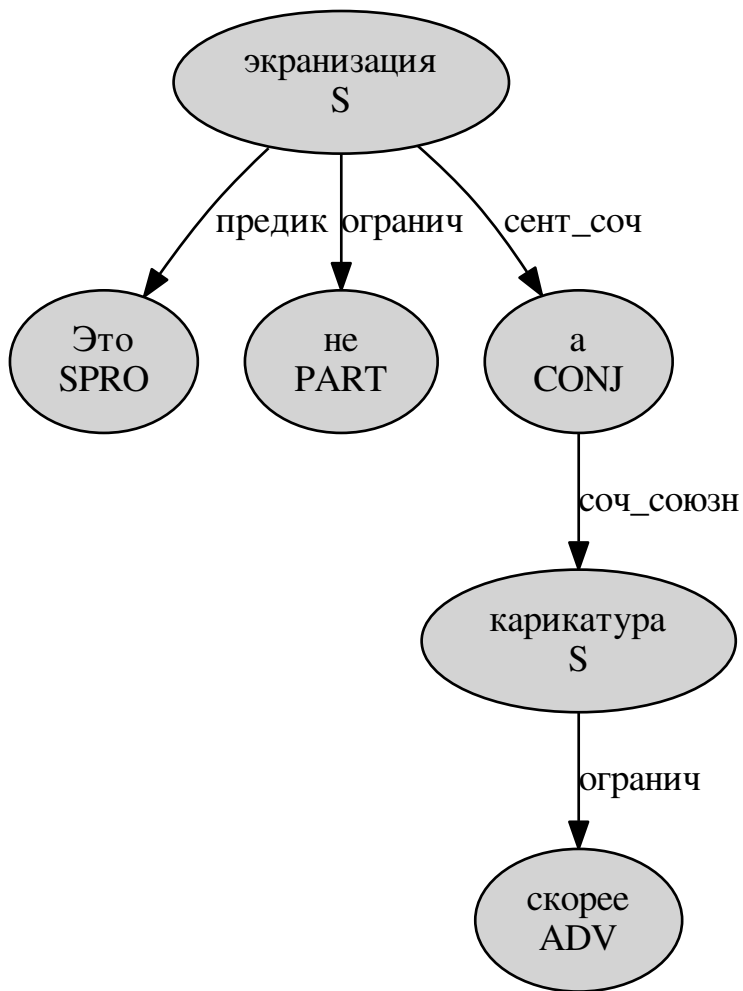 экранизация
S
предик
огранич
сент_соч
Это
SPRO
не
PART
а
CONJ
соч_союзн
карикатура
S
огранич
скорее
ADV